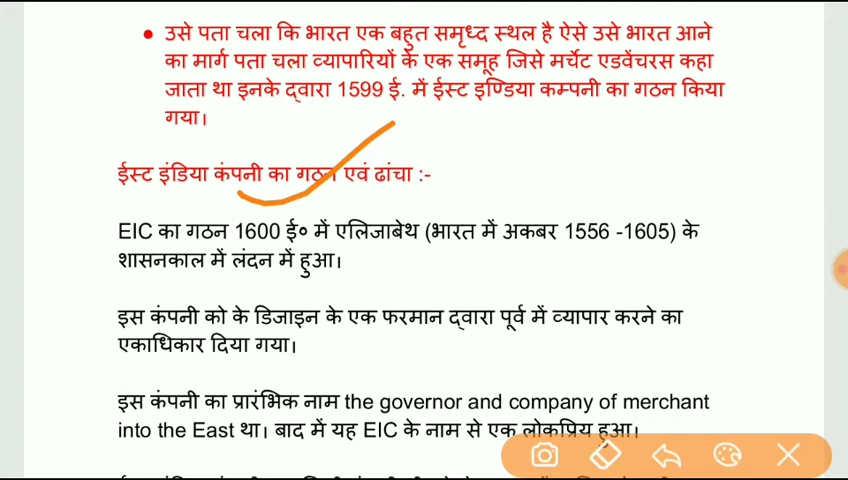 • उसे पता चला कि भारत एक बहुत समृध्द स्थल है ऐसे उसे भारत आने
का मार्ग पता चला व्यापारियों के एक समूह जिसे मर्चेंट एडवेंचरस कहा
जाता था इनके द्वारा 1599 ई. में ईस्ट इण्डिया कम्पनी का गठन किया
गया।
ईस्ट इंडिया कंपनी का गठन एवं ढांचा :-
EIC का गठन 1600 ई० में एलिजाबेथ (भारत में अकबर 1556 -1605) के
शासनकाल में लंदन में हुआ।
इस कंपनी को के डिजाइन के एक फरमान द्वारा पूर्व में व्यापार करने का
एकाधिकार दिया गया।
इस कंपनी का प्रारंभिक नाम the governor and company of merchant
into the East था। बाद में यह EIC के नाम से एक लोकप्रिय हुआ।